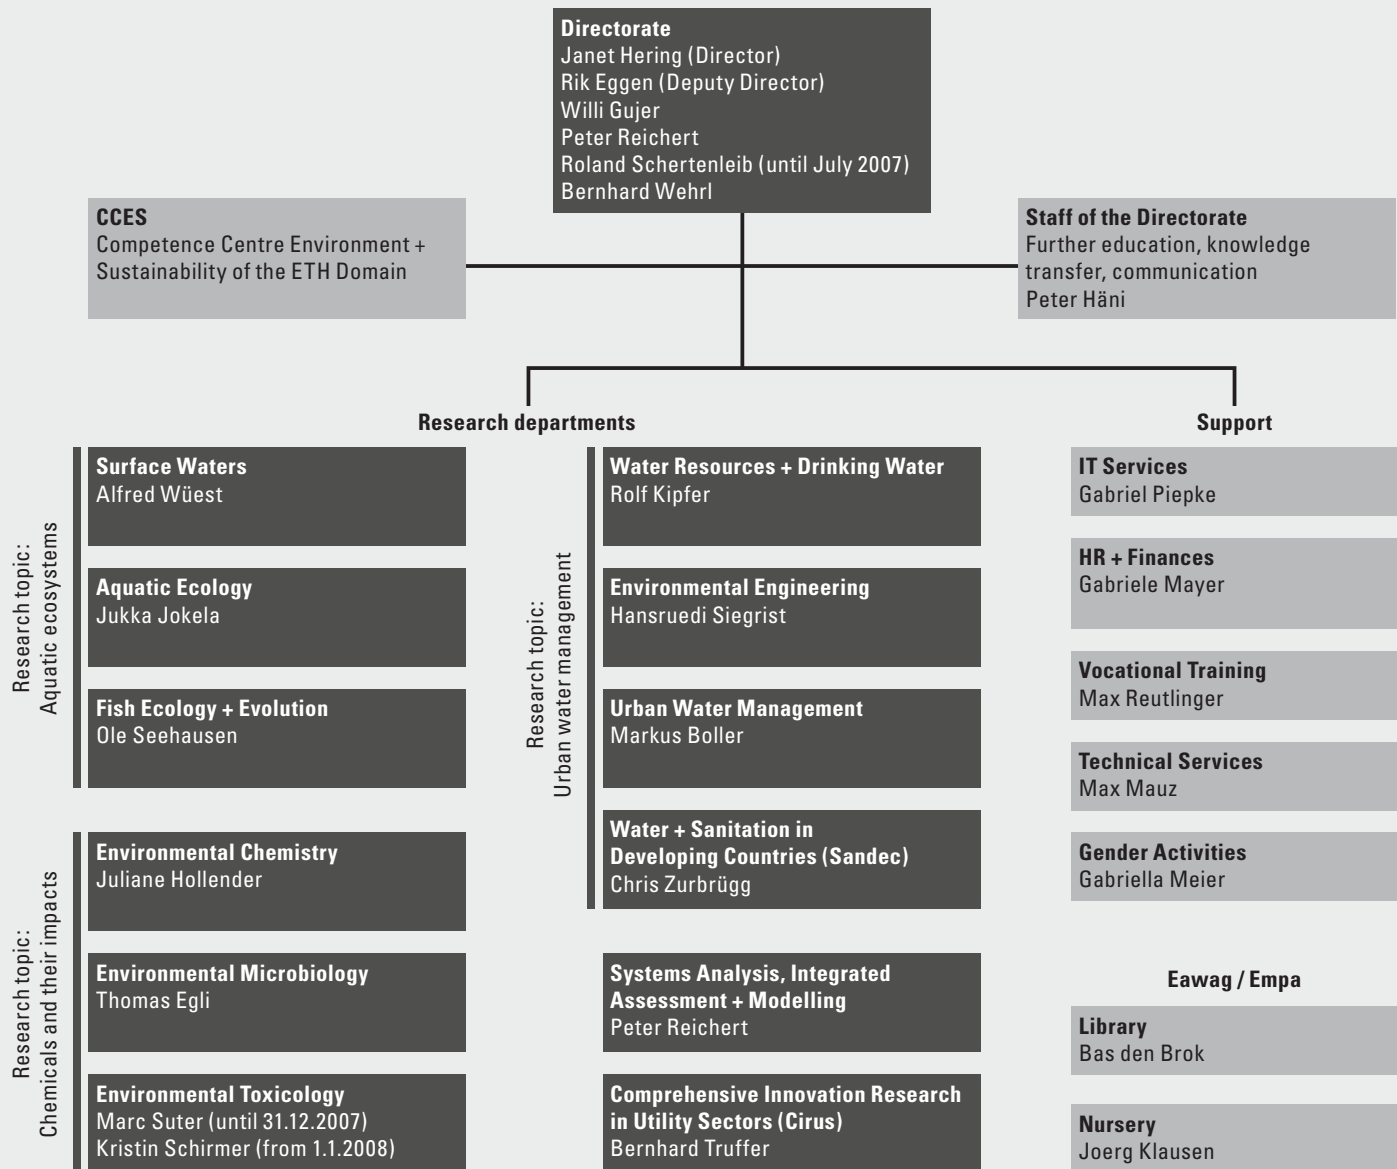 Directorate
Janet Hering (Director)
Rik Eggen (Deputy Director)
Willi Gujer
Peter Reichert
Roland Schertenleib (until July 2007)
Bernhard Wehrl
CCES
Competence Centre Environment +
Sustainability of the ETH Domain
Staff of the Directorate
Further education, knowledge
transfer, communication
Peter Häni
Research departments
Research topic:
Aquatic ecosystems
Surface Waters
Alfred Wüest
Aquatic Ecology
Jukka Jokela
Fish Ecology + Evolution
Ole Seehausen
Research topic:
Chemicals and their impacts
Environmental Chemistry
Juliane Hollender
Environmental Microbiology
Thomas Egli
Environmental Toxicology
Marc Suter (until 31.12.2007)
Kristin Schirmer (from 1.1.2008)
Research topic:
Urban water management
Water Resources + Drinking Water
Rolf Kipfer
Environmental Engineering
Hansruedi Siegrist
Urban Water Management
Markus Boller
Water + Sanitation in
Developing Countries (Sandec)
Chris Zurbrügg
Systems Analysis, Integrated
Assessment + Modelling
Peter Reichert
Comprehensive Innovation Research
in Utility Sectors (Cirus)
Bernhard Truffer
Support
IT Services
Gabriel Piepke
HR + Finances
Gabriele Mayer
Vocational Training
Max Reutlinger
Technical Services
Max Mauz
Gender Activities
Gabriella Meier
Eawag / Empa
Library
Bas den Brok
Nursery
Joerg Klausen